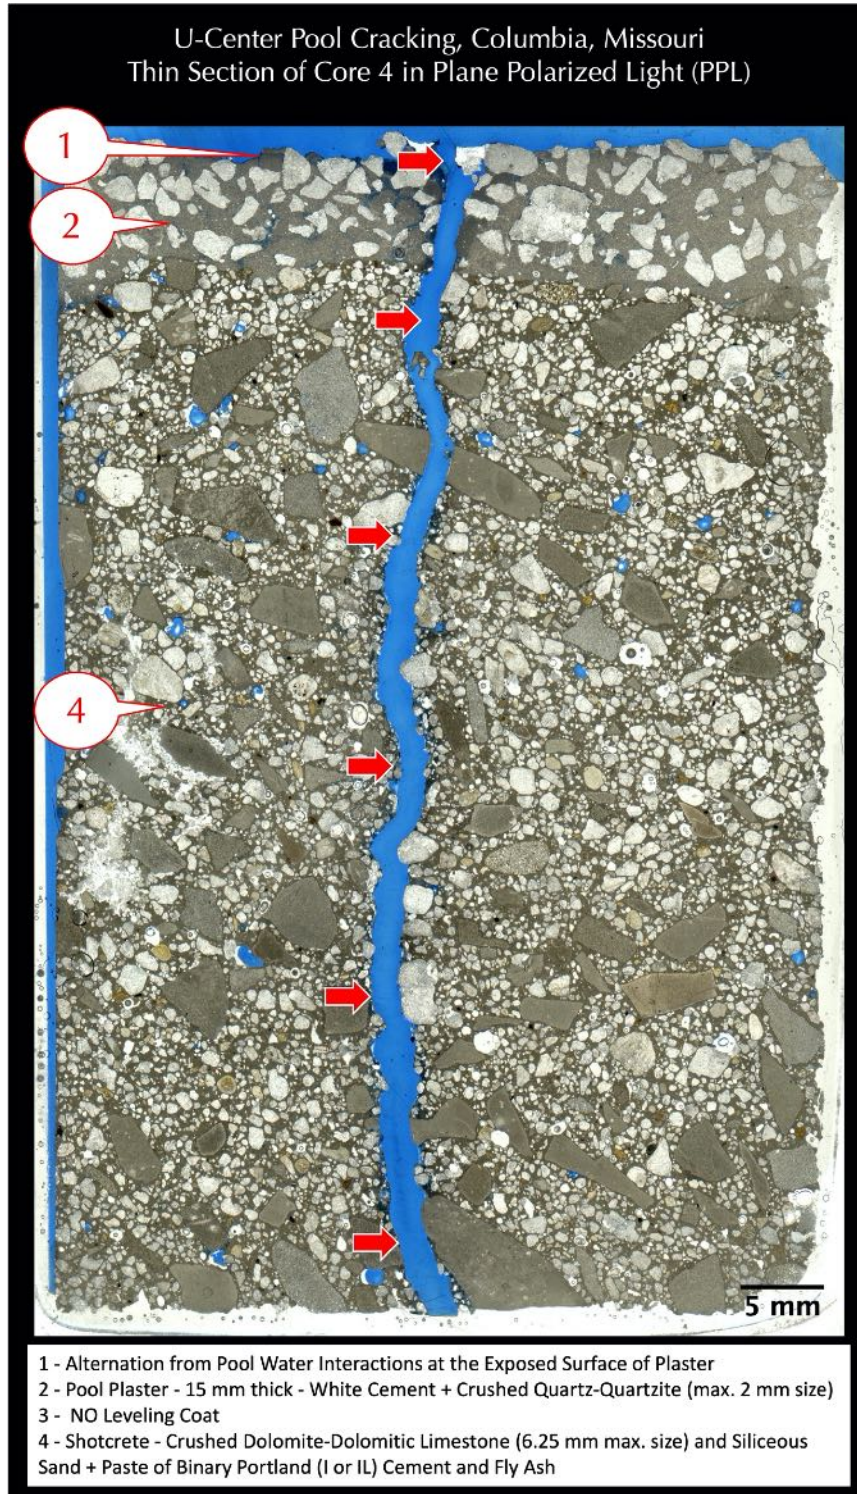 U-Center Pool Cracking, Columbia, Missouri
Thin Section of Core 4 in Plane Polarized Light (PPL)
1
2
4
5 mm
1 - Alternation from Pool Water Interactions at the Exposed Surface of Plaster
2 - Pool Plaster - 15 mm thick - White Cement + Crushed Quartz-Quartzite (max. 2 mm size)
3 -  NO Leveling Coat
4 - Shotcrete - Crushed Dolomite-Dolomitic Limestone (6.25 mm max. size) and Siliceous
Sand + Paste of Binary Portland (I or IL) Cement and Fly Ash